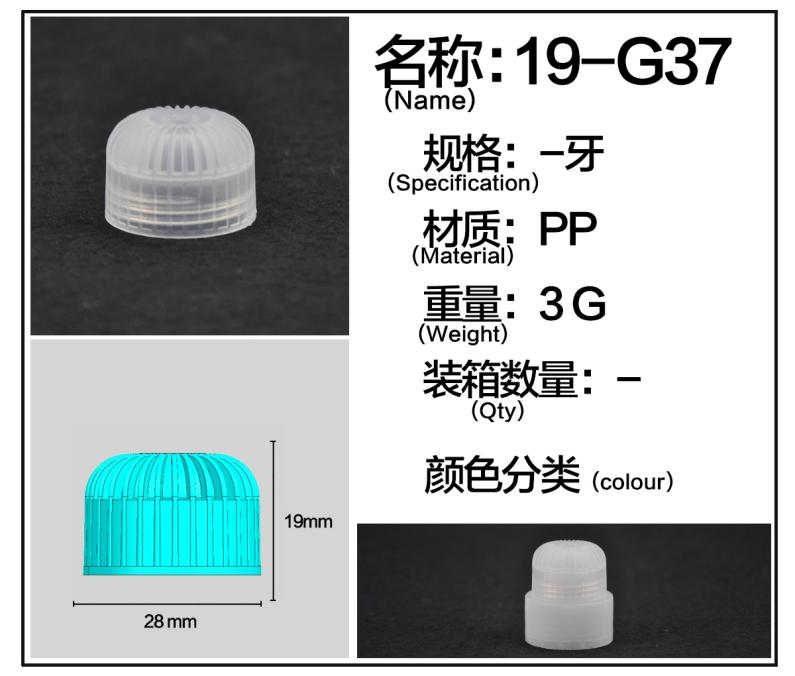 名称：19-G37
(Name)
规格：-牙
(Specification)
材质：PP
(Material)
重量：3G
(Weight)
装箱数量：-
(Qty)
颜色分类 (colour)
19mm
28mm